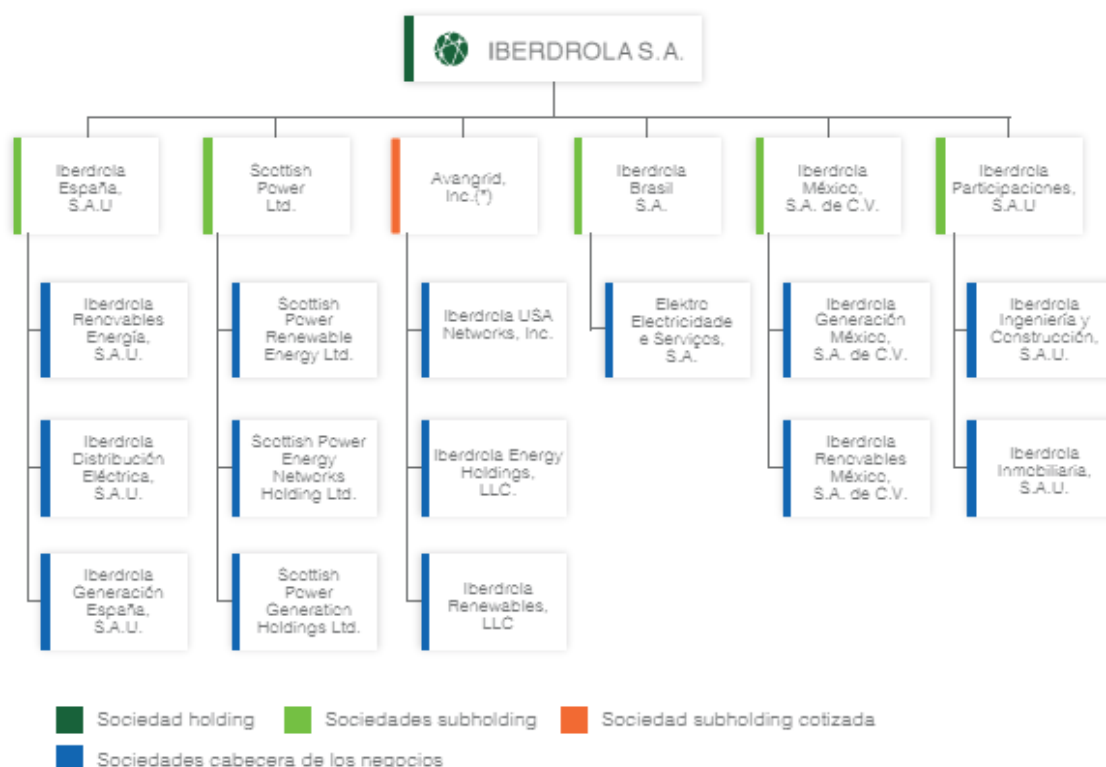 IBERDROLA S.A.
Iberdrola
España,
S.A.U
Scottish
Power
Ltd.
Avangrid,
Inc.(*)
Iberdrola
Brasil
S.A.
Iberdrola
México,
S.A. de C.V.
Iberdrola
Participaciones,
S.A.U
Iberdrola
Renovables
Energía,
S.A.U.
Scottish
Power
Renewable
Energy Ltd.
Iberdrola USA
Networks, Inc.
Elektro
Electricidade
e Serviços,
S.A.
Iberdrola
Generación
México,
S.A. de C.V.
Iberdrola
Ingeniería y
Construcción,
S.A.U.
Iberdrola
Distribución
Eléctrica,
S.A.U.
Scottish Power
Energy
Networks
Holding Ltd.
Iberdrola Energy
Holdings,
LLC.
Iberdrola
Renovables
México,
S.A. de C.V.
Iberdrola
Inmobiliaria,
S.A.U.
Iberdrola
Generación
España,
S.A.U.
Scottish
Power
Generation
Holdings Ltd.
Iberdrola
Renewables,
LLC
Sociedad holding
Sociedades subholding
Sociedad subholding cotizada
Sociedades cabecera de los negocios